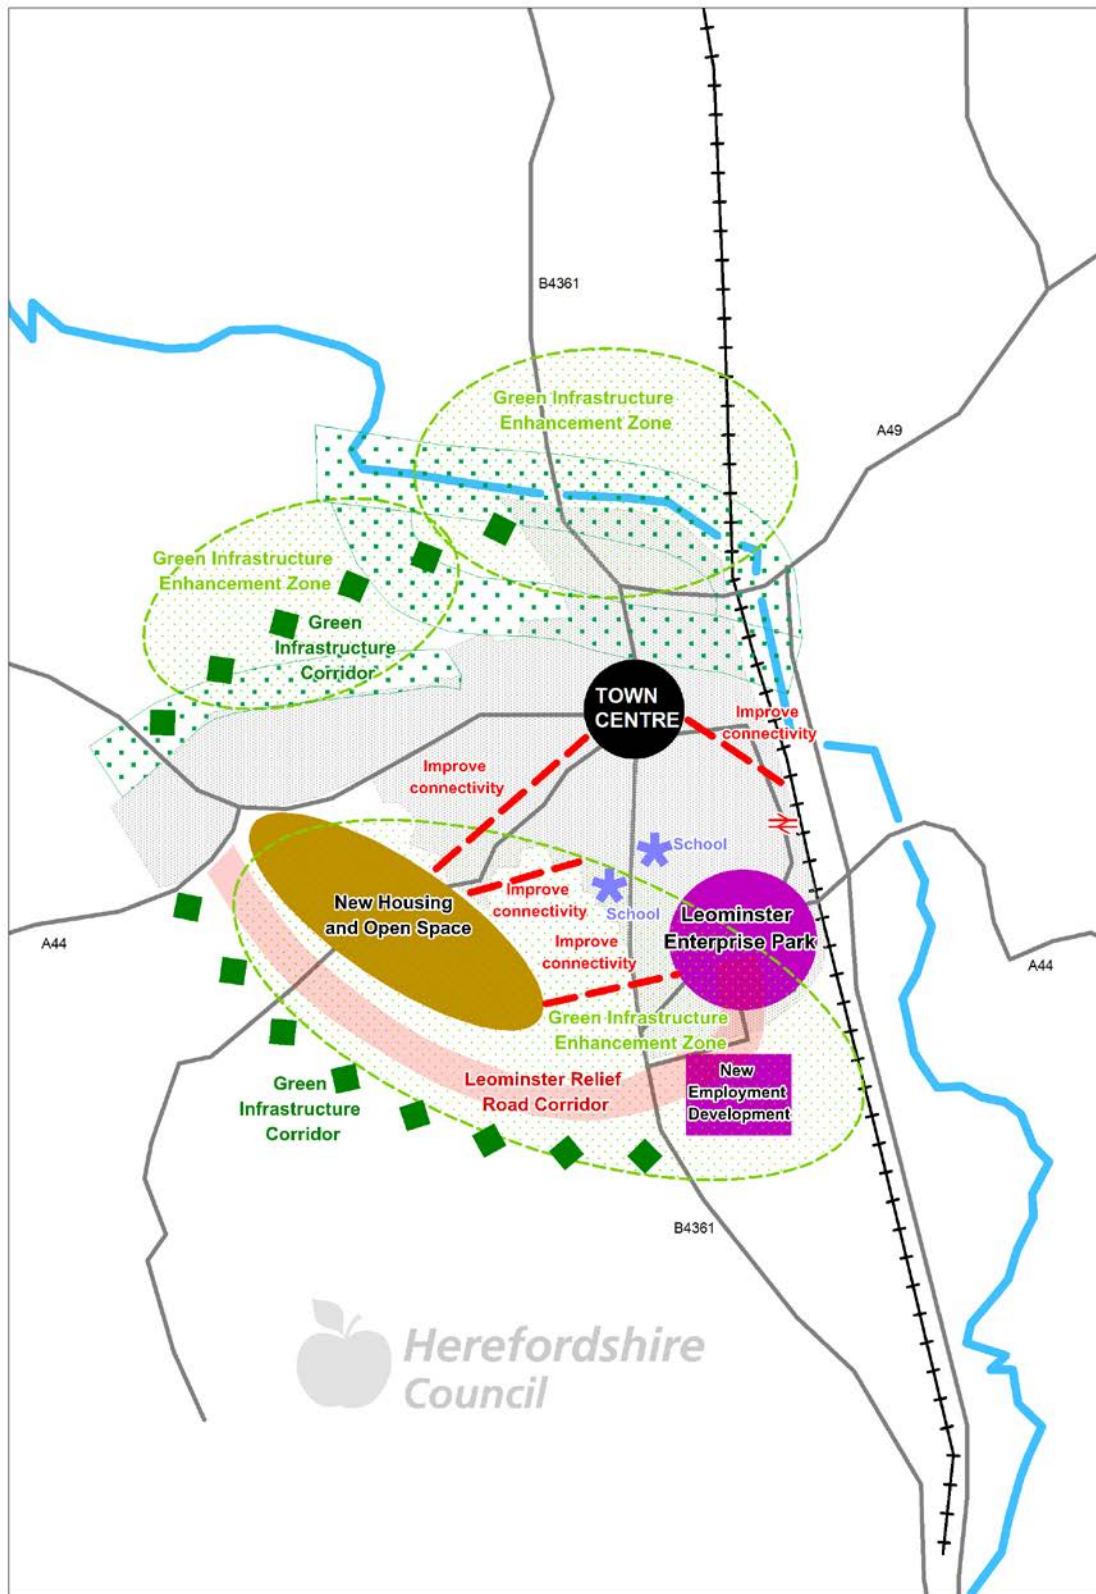 B4361
Green Infrastructure
Enhancement Zone
A49
Green Infrastructure
Enhancement Zone
Green
Infrastructure
Corridor
TOWN
CENTRE
Improve
connectivity
Improve
connectivity
School
Improve
connectivity
School
New Housing
and Open Space
Leominster
Enterprise Park
Improve
connectivity
A44
A44
Green Infrastructure
Enhancement Zone
Leominster Relief
Road Corridor
New
Employment
Development
Green
Infrastructure
Corridor
B4361
Herefordshire
Council